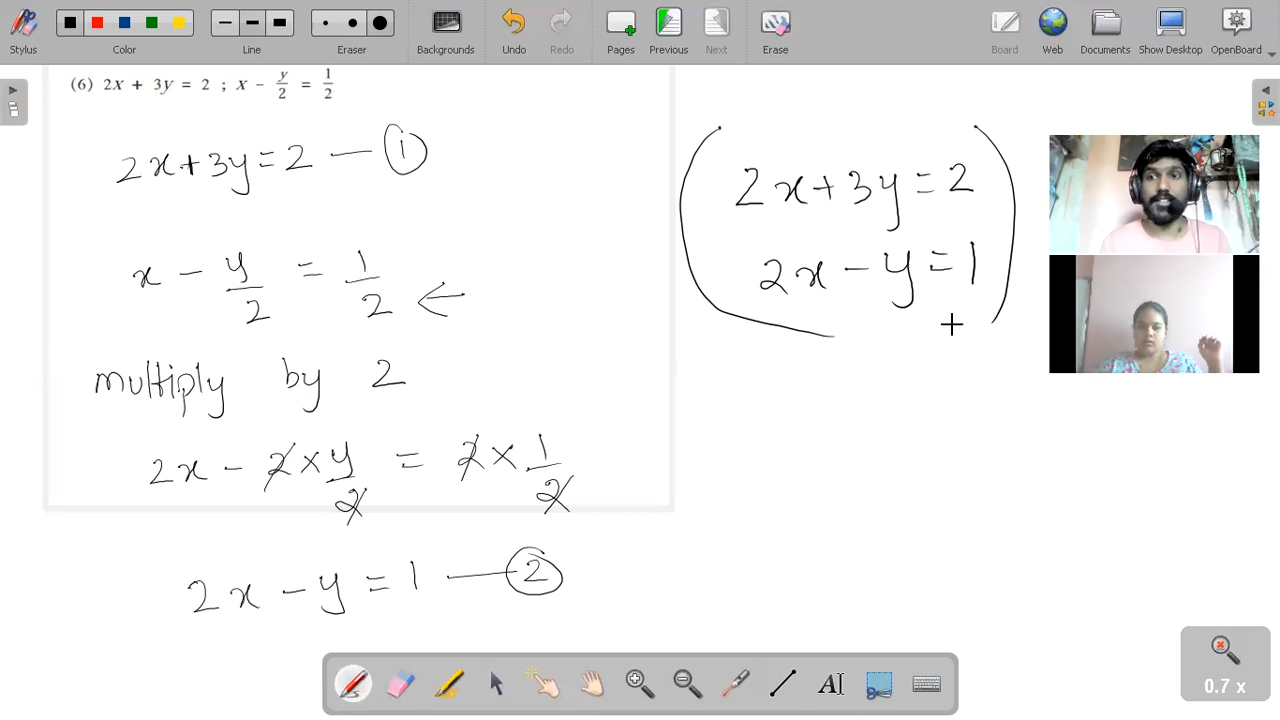 Stylus Color Line Eraser Backgrounds Undo Redo Pages Previous Next Erase Board Web Documents Show Desktop OpenBoard
(6) 2x + 3y = 2 ; x - y/2 = 1/2
2x+3y=2 — ①
x - y/2 = 1/2 ←
multiply by 2
2x - 2 × y/2 = 2 × 1/2
2x - y = 1 — ②
2x+3y=2
2x - y = 1
AI
0.7 x